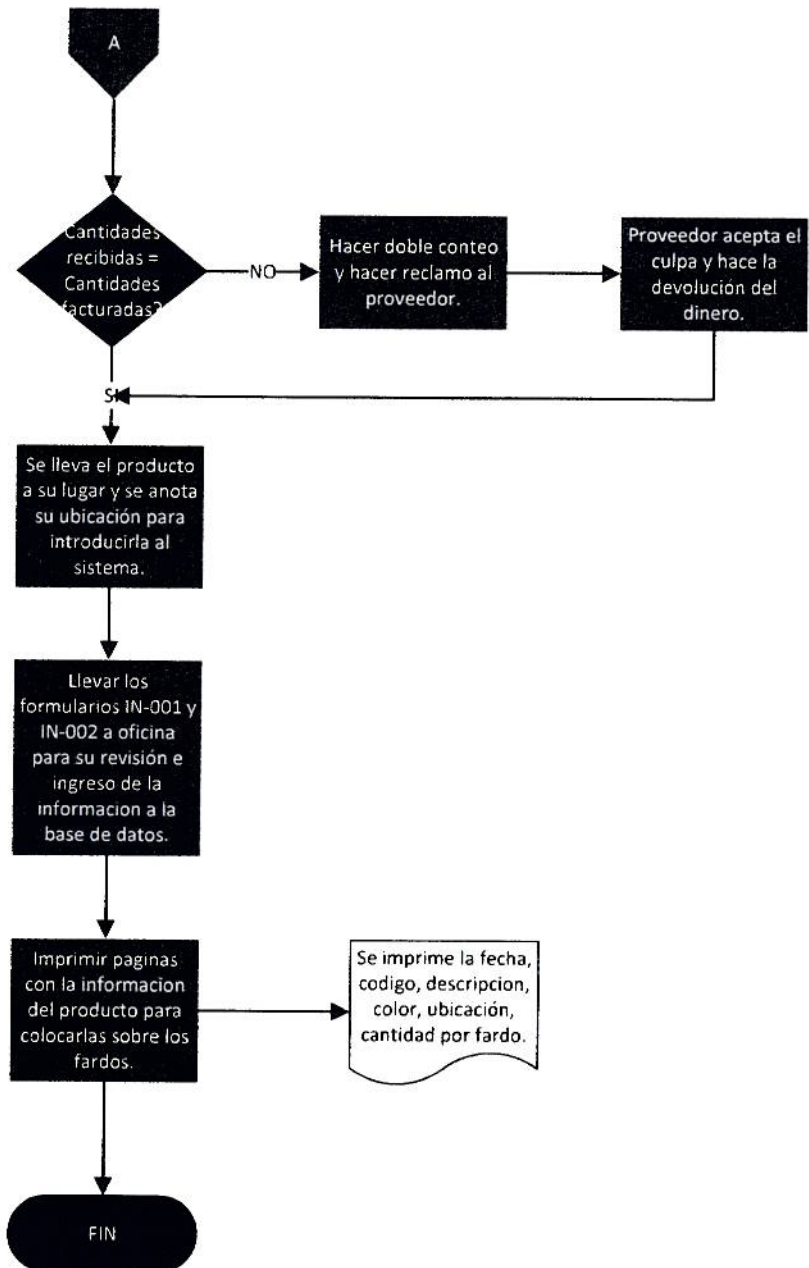 A
Cantidades
recibidas =
Cantidades
facturadas?
NO
Hacer doble conteo
y hacer reclamo al
proveedor.
Proveedor acepta el
culpa y hace la
devolución del
dinero.
SI
Se lleva el producto
a su lugar y se anota
su ubicación para
introducirla al
sistema.
Llevar los
formularios IN-001 y
IN-002 a oficina
para su revisión e
ingreso de la
informacion a la
base de datos.
Imprimir paginas
con la informacion
del producto para
colocarlas sobre los
fardos.
Se imprime la fecha,
codigo, descripcion,
color, ubicación,
cantidad por fardo.
FIN